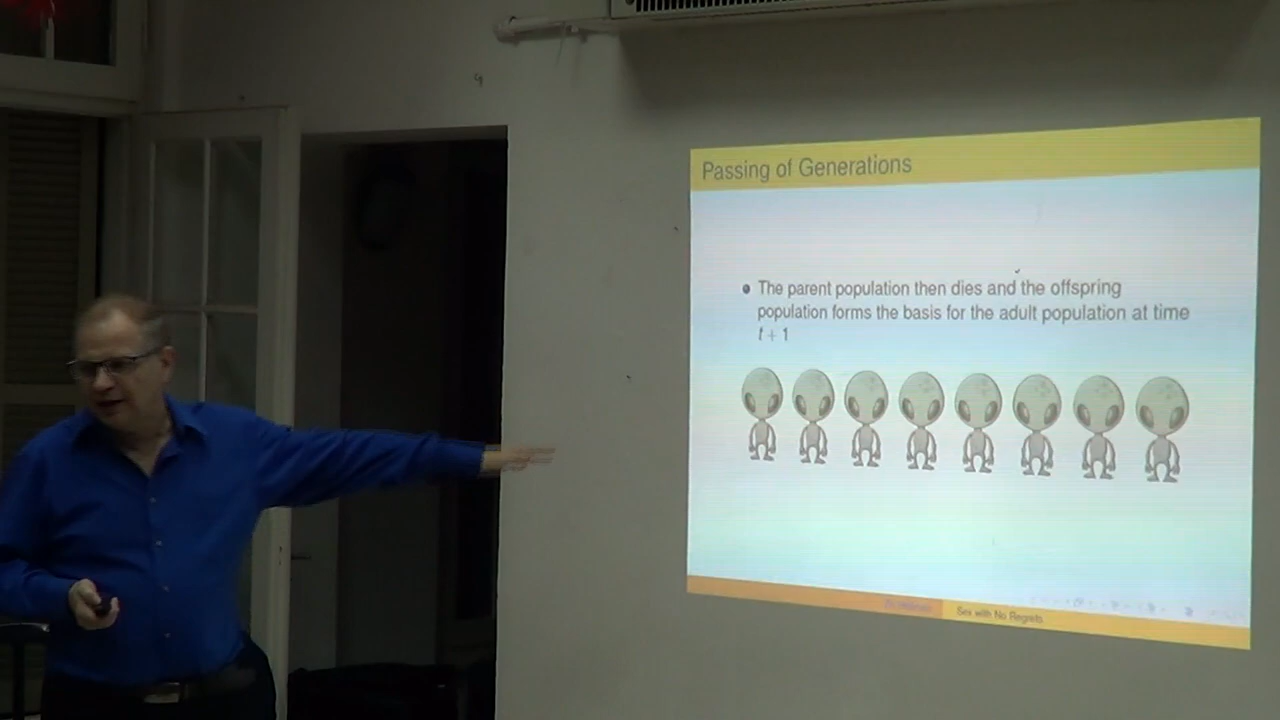 Passing of Generations
The parent population then dies and the offspring
population forms the basis for the adult population at time
t + 1
Sex with No Regrets